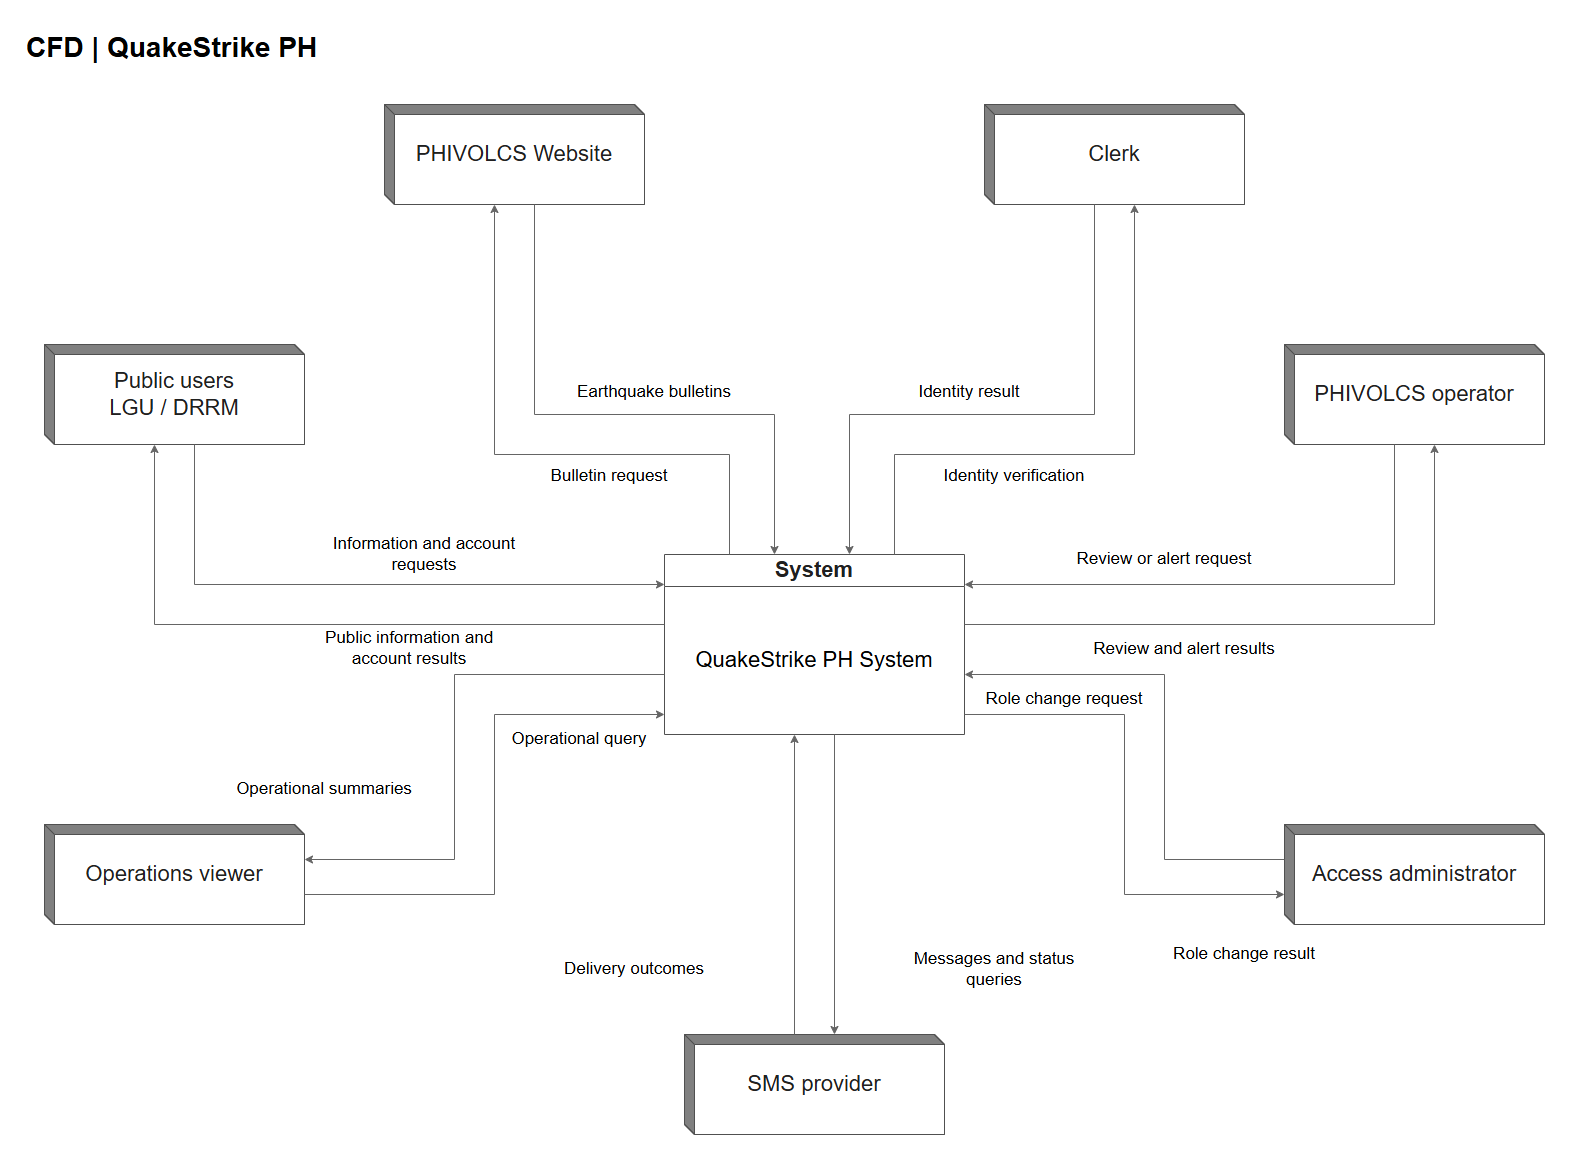 CFD | QuakeStrike PH
PHIVOLCS Website
Clerk
Public users
LGU / DRRM
PHIVOLCS operator
Earthquake bulletins
Identity result
Bulletin request
Identity verification
Information and account
requests
Review or alert request
System
QuakeStrike PH System
Public information and
account results
Review and alert results
Role change request
Operational query
Operational summaries
Operations viewer
Access administrator
Role change result
Delivery outcomes
Messages and status
queries
SMS provider